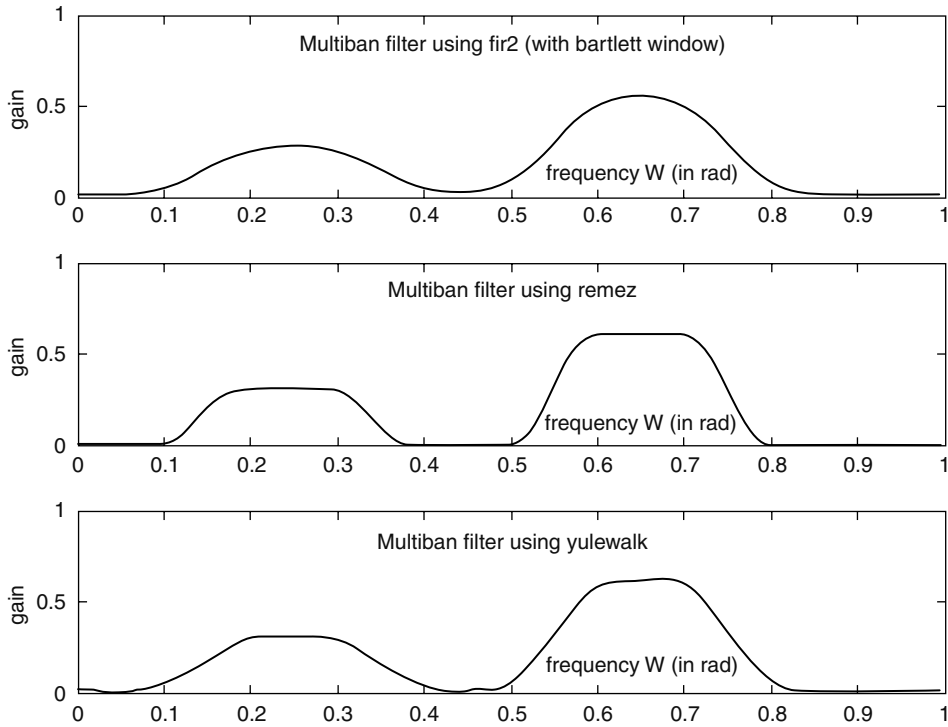 1
Multiban filter using fir2 (with bartlett window)
gain
0.5
frequency W (in rad)
0
0 0.1 0.2 0.3 0.4 0.5 0.6 0.7 0.8 0.9 1
1
Multiban filter using remez
gain
0.5
frequency W (in rad)
0
0 0.1 0.2 0.3 0.4 0.5 0.6 0.7 0.8 0.9 1
1
Multiban filter using yulewalk
gain
0.5
frequency W (in rad)
0
0 0.1 0.2 0.3 0.4 0.5 0.6 0.7 0.8 0.9 1